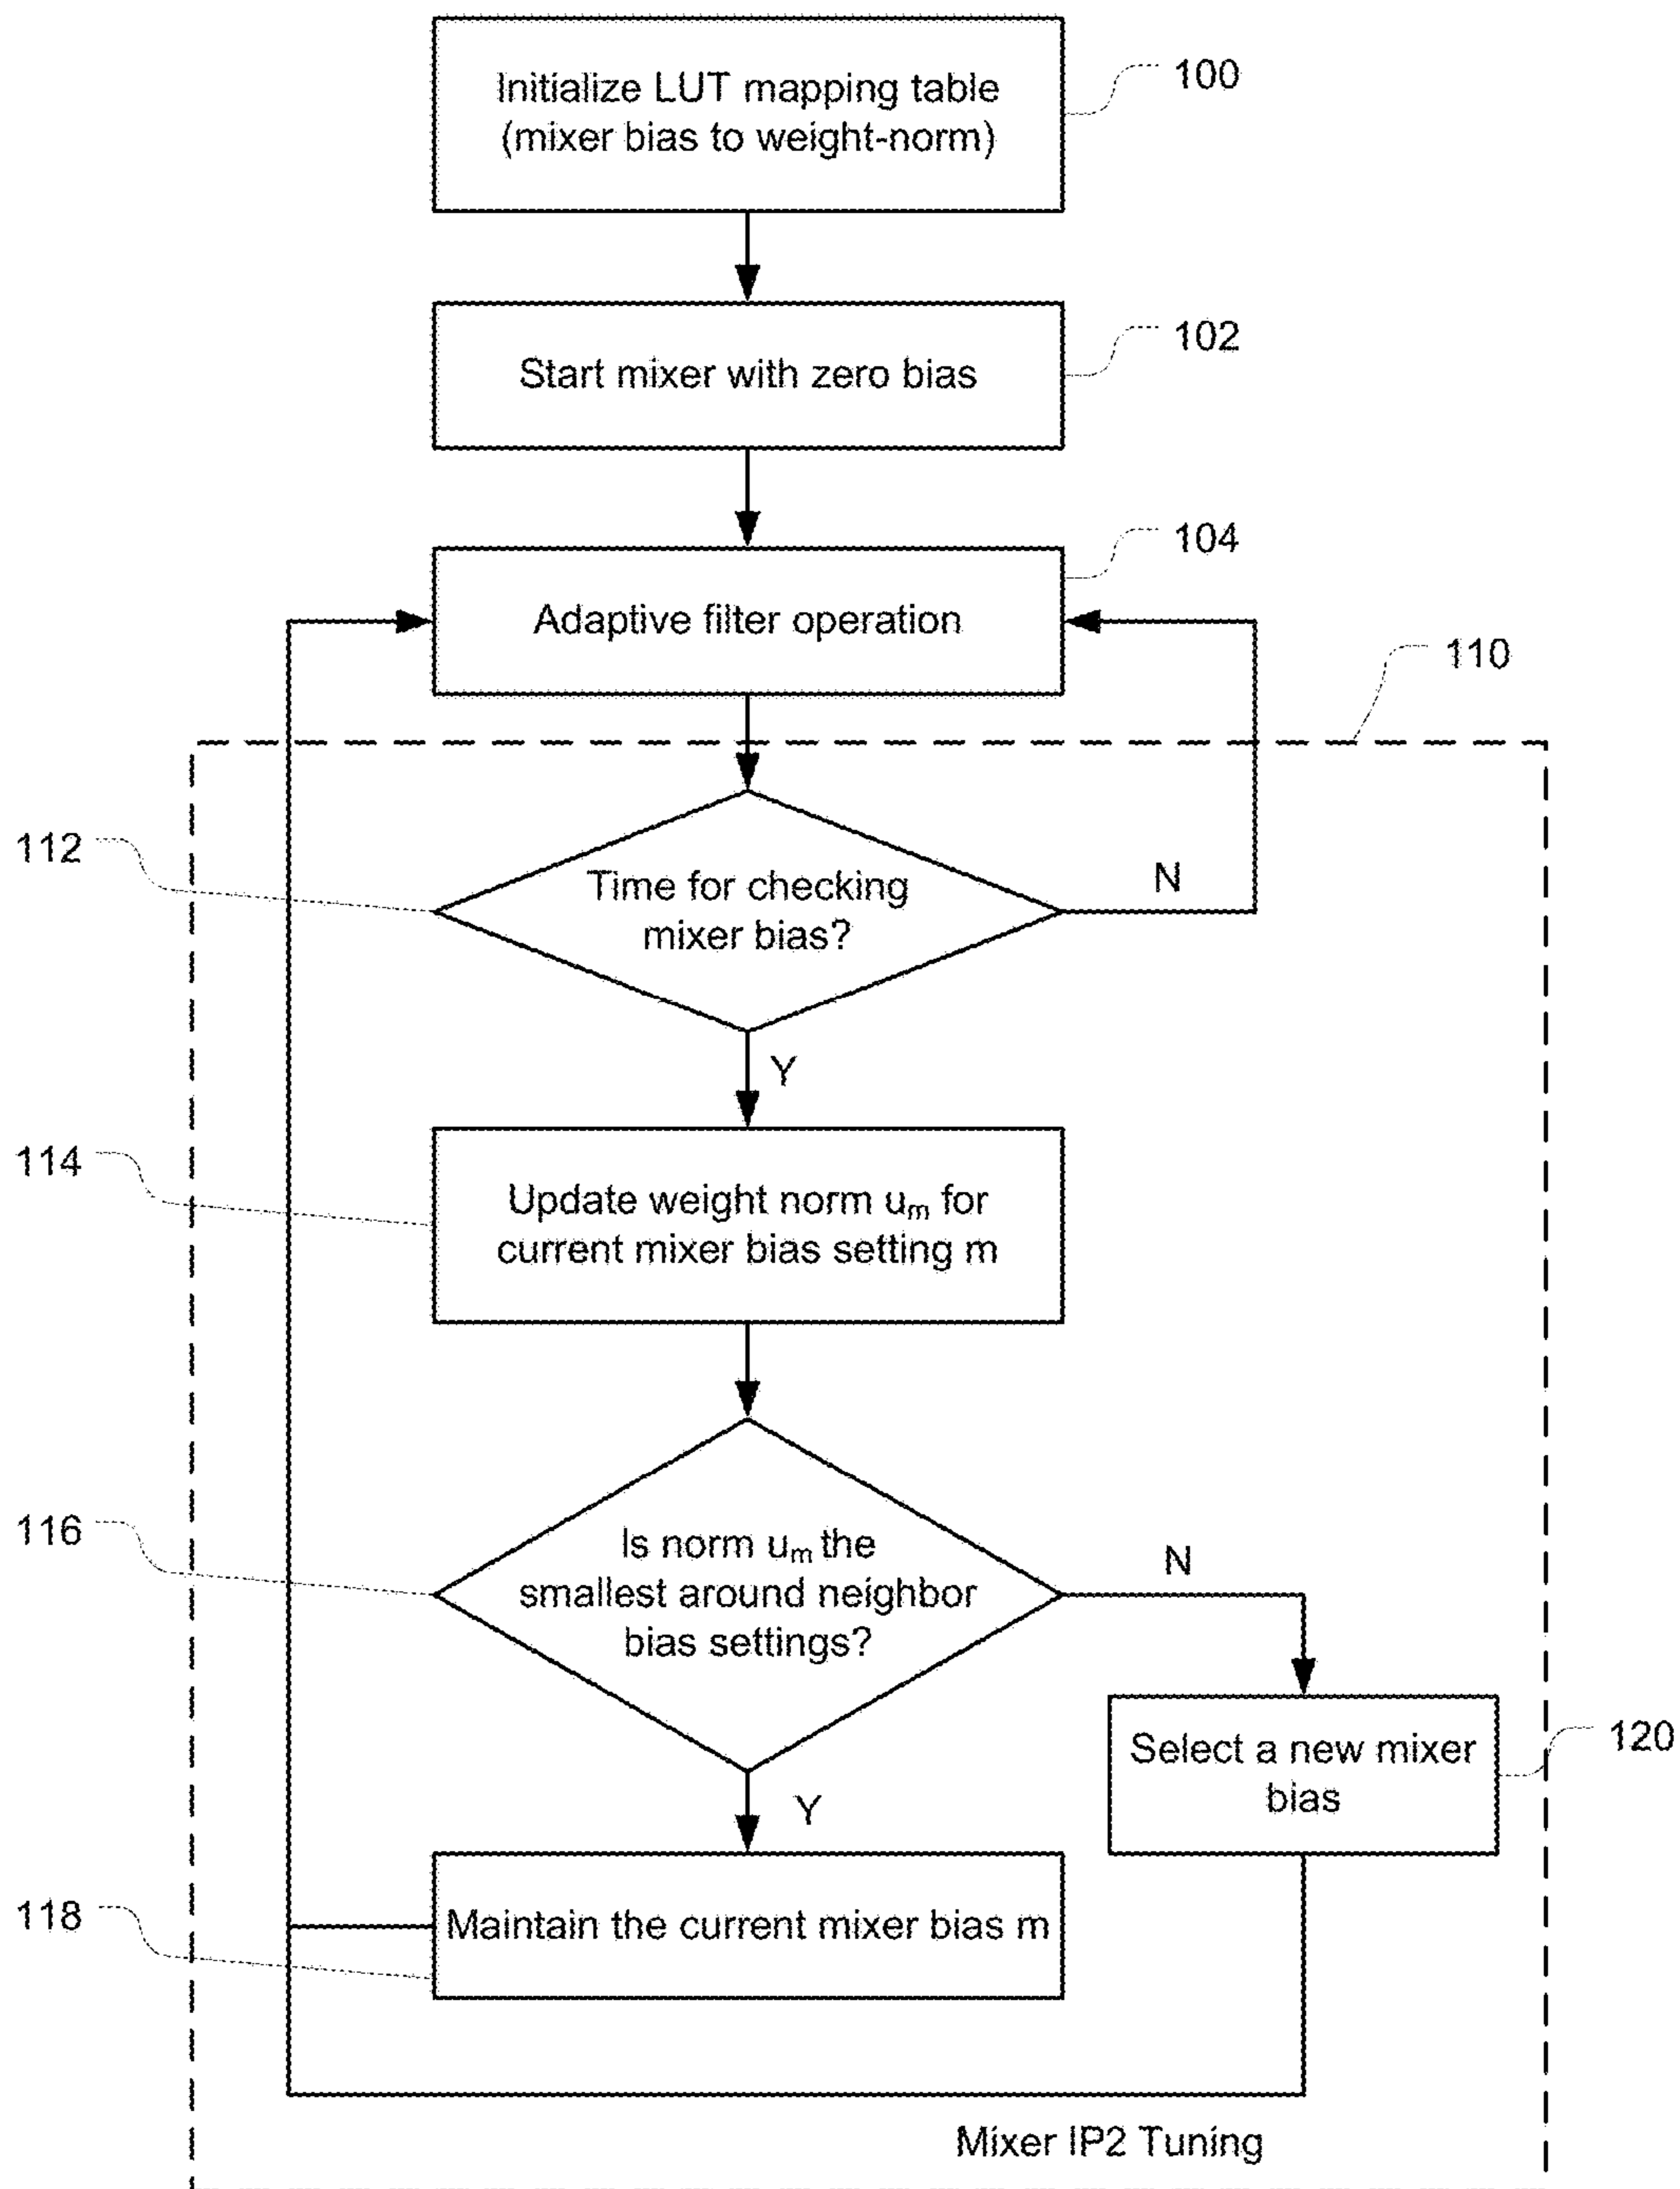 Initialize LUT mapping table
(mixer bias to weight-norm)
100
Start mixer with zero bias
102
104
Adaptive filter operation
110
112
Time for checking
mixer bias?
N
Y
114
Update weight norm um for
current mixer bias setting m
116
Is norm um the
smallest around neighbor
bias settings?
N
Select a new mixer
bias
120
Y
118
Maintain the current mixer bias m
Mixer IP2 Tuning